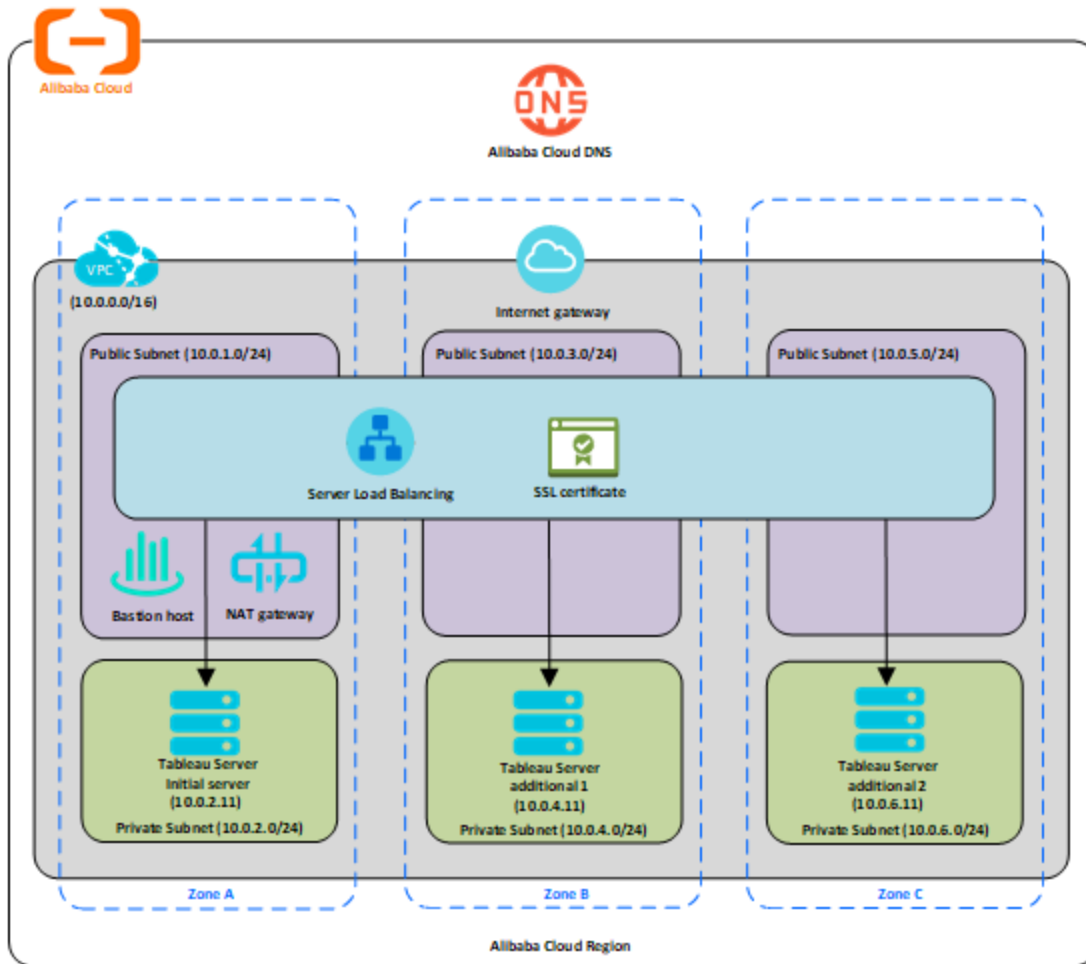 Alibaba Cloud
DNS
Alibaba Cloud DNS
VPC
(10.0.0.0/16)
Internet gateway
Public Subnet (10.0.1.0/24)
Public Subnet (10.0.3.0/24)
Public Subnet (10.0.5.0/24)
Server Load Balancing
SSL certificate
Bastion host
NAT gateway
Tableau Server
Initial server
(10.0.2.11)
Private Subnet (10.0.2.0/24)
Tableau Server
additional 1
(10.0.4.11)
Private Subnet (10.0.4.0/24)
Tableau Server
additional 2
(10.0.6.11)
Private Subnet (10.0.6.0/24)
Zone A
Zone B
Zone C
Alibaba Cloud Region